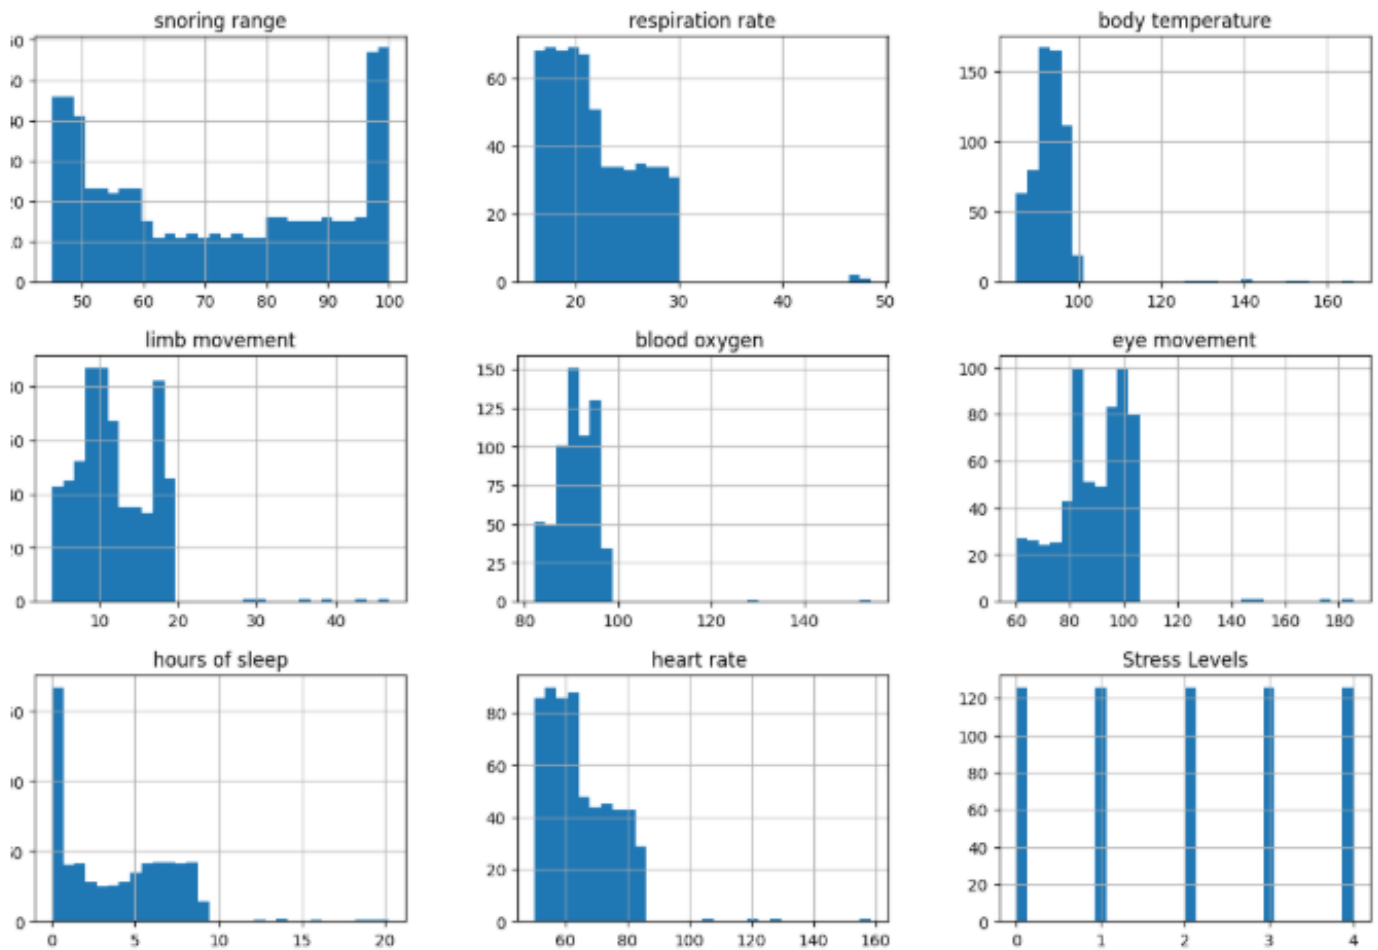 snoring range
0
50 60 70 80 90 100
respiration rate
60
40
20
0
20 30 40 50
body temperature
150
100
50
0
100 120 140 160
limb movement
0
10 20 30 40
blood oxygen
150
125
100
75
50
25
0
80 100 120 140
eye movement
100
80
60
40
20
0
60 80 100 120 140 160 180
hours of sleep
0
0 5 10 15 20
heart rate
80
60
40
20
0
60 80 100 120 140 160
Stress Levels
120
100
80
60
40
20
0
0 1 2 3 4